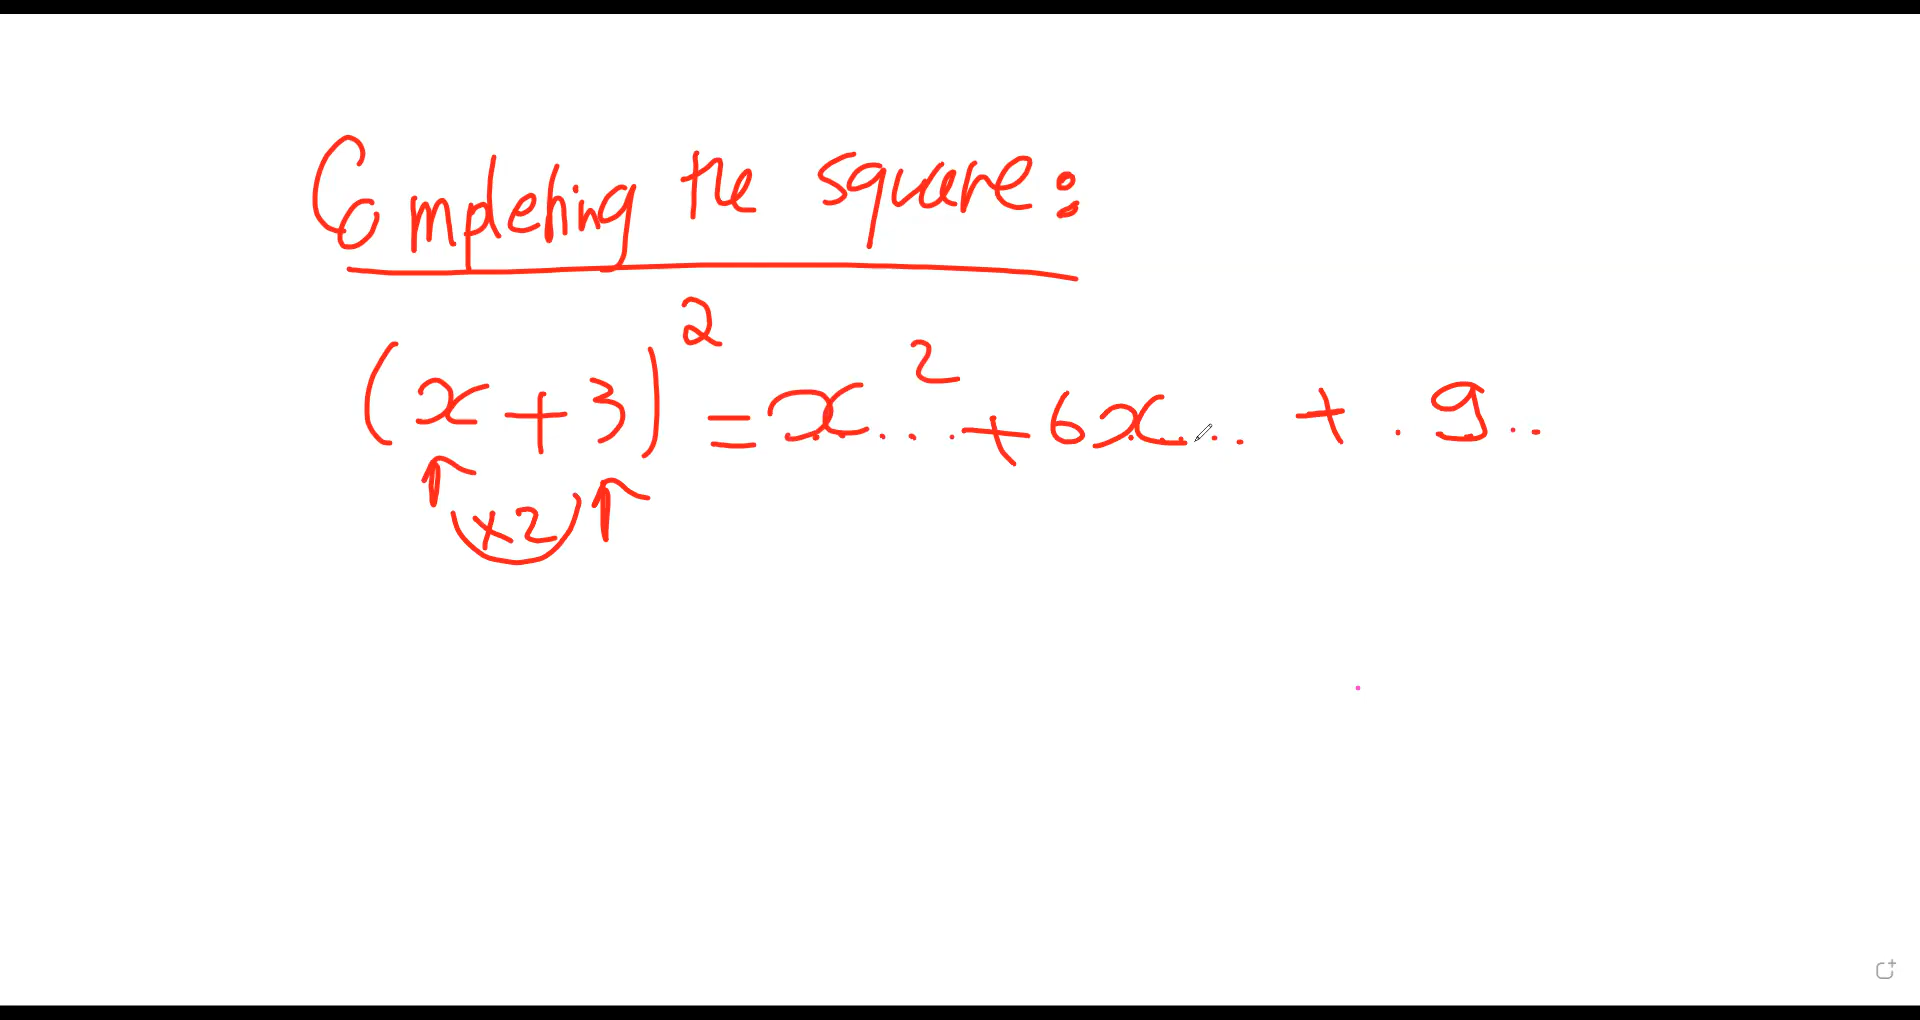 Completing the square:
(x+3)² = x²..... + 6x..... + .9..
×2